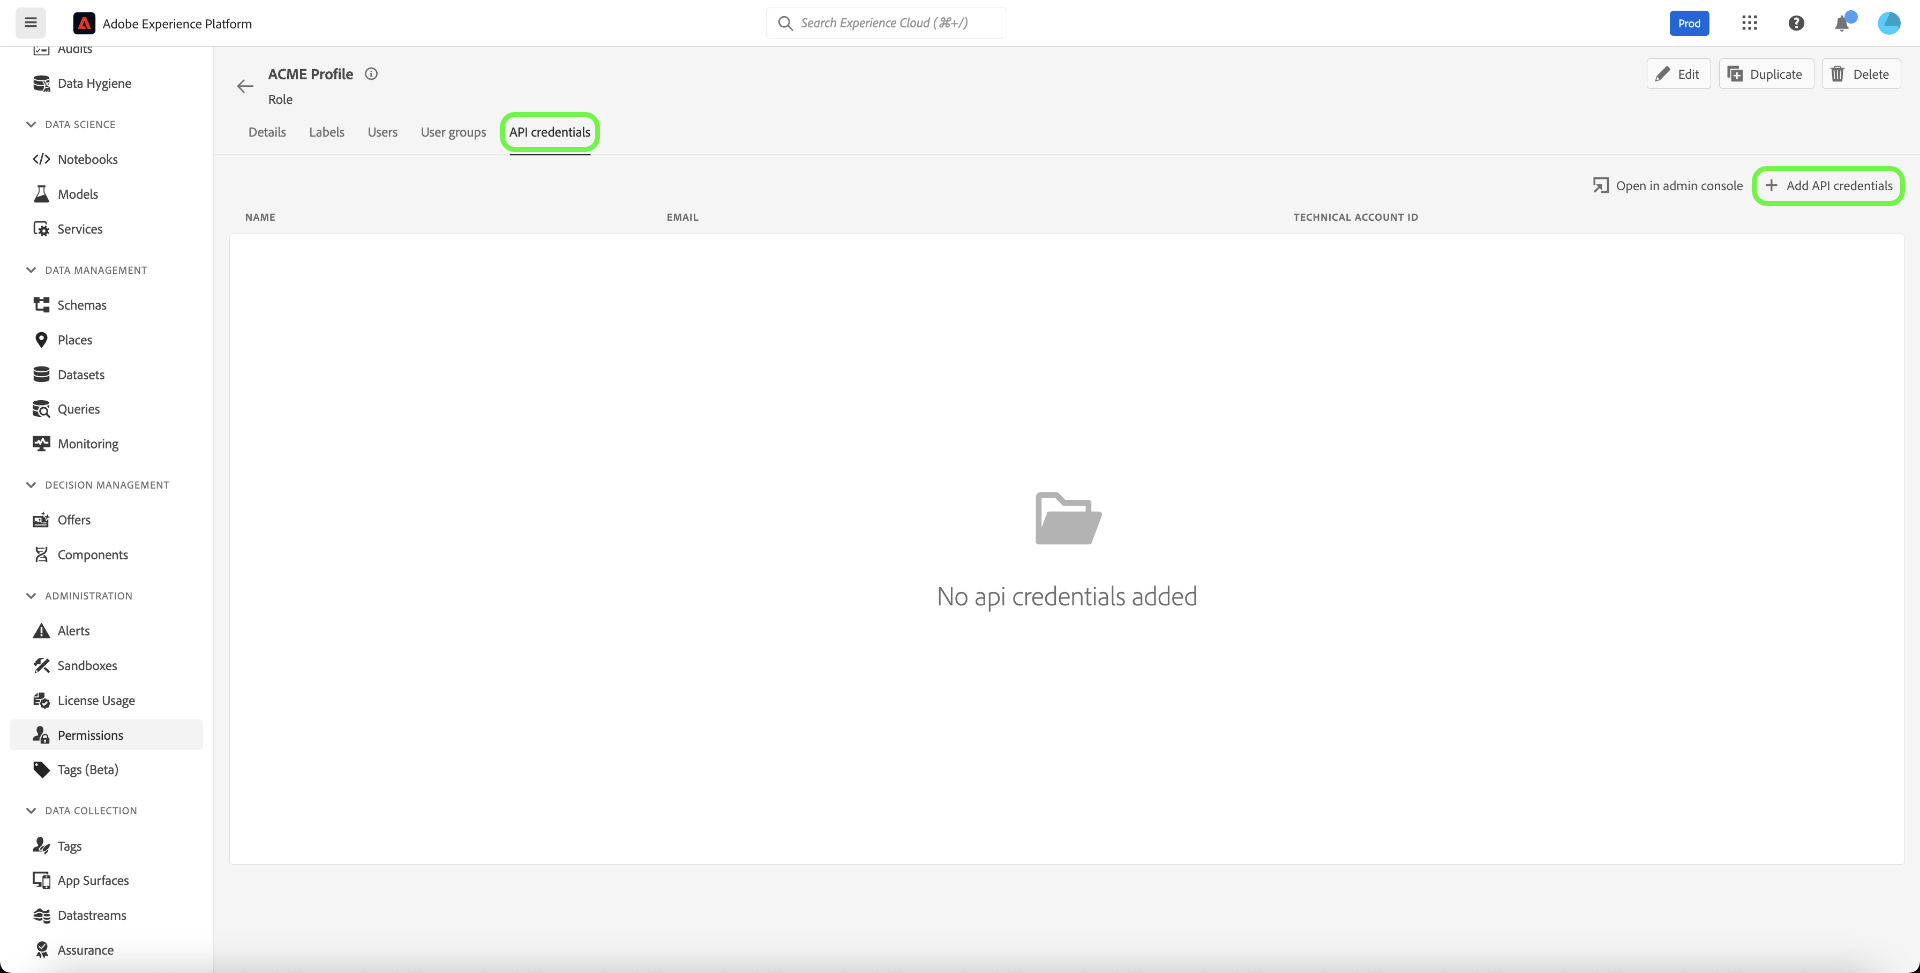 Adobe Experience Platform
Search Experience Cloud (⌘+/)
Prod
Audits
Data Hygiene
DATA SCIENCE
Notebooks
Models
Services
DATA MANAGEMENT
Schemas
Places
Datasets
Queries
Monitoring
DECISION MANAGEMENT
Offers
Components
ADMINISTRATION
Alerts
Sandboxes
License Usage
Permissions
Tags (Beta)
DATA COLLECTION
Tags
App Surfaces
Datastreams
Assurance
ACME Profile
Role
Edit
Duplicate
Delete
Details Labels Users User groups API credentials
Open in admin console
Add API credentials
NAME EMAIL TECHNICAL ACCOUNT ID
No api credentials added